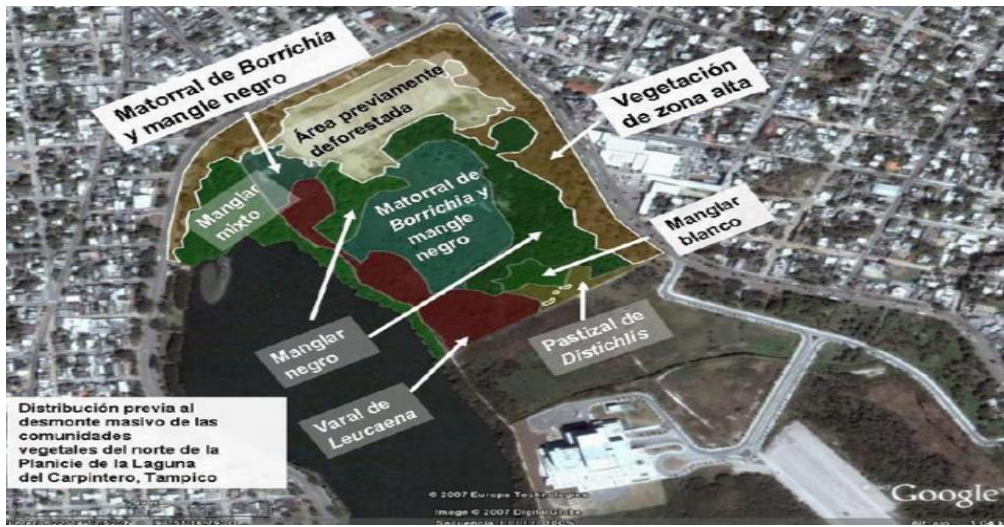 Matorral de Borrichia
y mangle negro
Área previamente
deforestada
Vegetación
de zona alta
Manglar
mixto
Matorral de
Borrichia y
mangle
negro
Manglar
blanco
Manglar
negro
Pastizal de
Distichlis
Varal de
Leucaena
Distribución previa al
desmonte masivo de las
comunidades
vegetales del norte de la
Planicie de la Laguna
del Carpintero, Tampico
© 2007 Europa Technologies
Image © 2007 DigitalGlobe
Google